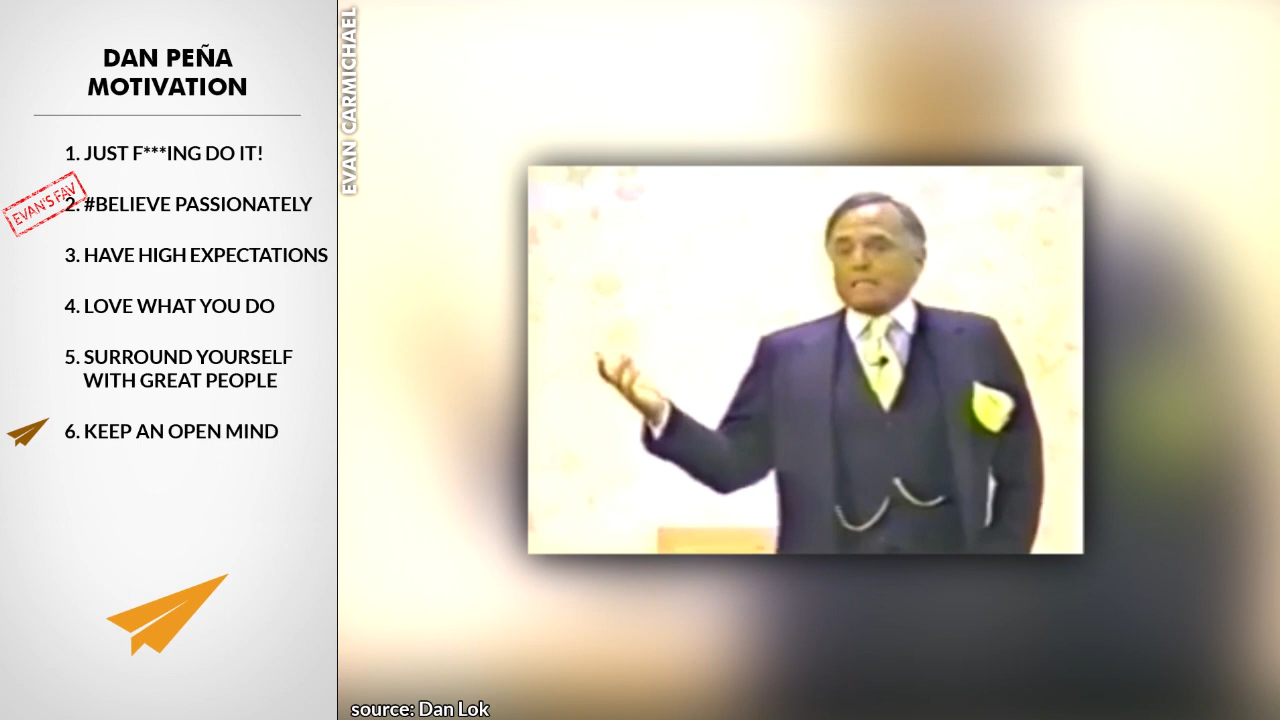 DAN PEÑA
MOTIVATION
1. JUST F***ING DO IT!
EVAN'S FAV
2. #BELIEVE PASSIONATELY
3. HAVE HIGH EXPECTATIONS
4. LOVE WHAT YOU DO
5. SURROUND YOURSELF
WITH GREAT PEOPLE
6. KEEP AN OPEN MIND
EVAN CARMICHAEL
source: Dan Lok